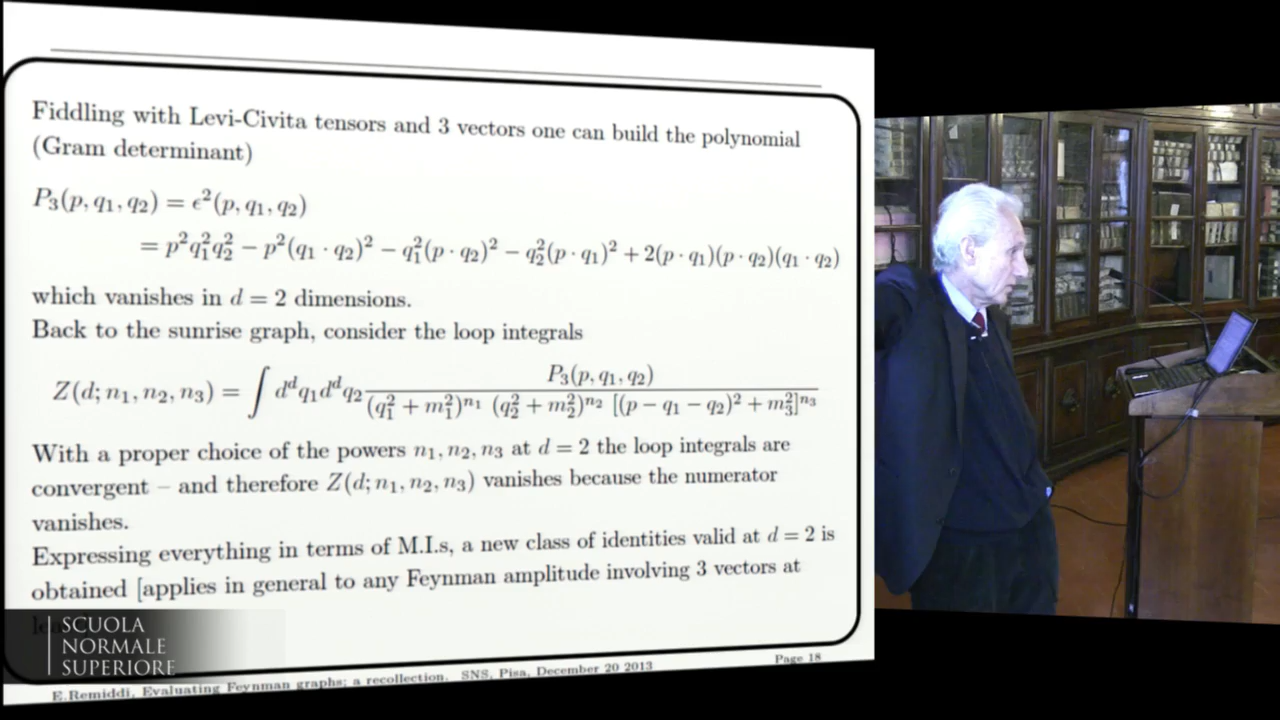 Fiddling with Levi-Civita tensors and 3 vectors one can build the polynomial
(Gram determinant)
P₃(p, q₁, q₂) = ϵ²(p, q₁, q₂)
= p²q₁²q₂² − p²(q₁ · q₂)² − q₁²(p · q₂)² − q₂²(p · q₁)² + 2(p · q₁)(p · q₂)(q₁ · q₂)
which vanishes in d = 2 dimensions.
Back to the sunrise graph, consider the loop integrals
Z(d; n₁, n₂, n₃) = ∫ dᵈq₁dᵈq₂ P₃(p, q₁, q₂) / (q₁² + m₁²)ⁿ¹ (q₂² + m₂²)ⁿ² [(p − q₁ − q₂)² + m₃²]ⁿ³
With a proper choice of the powers n₁, n₂, n₃ at d = 2 the loop integrals are
convergent – and therefore Z(d; n₁, n₂, n₃) vanishes because the numerator
vanishes.
Expressing everything in terms of M.I.s, a new class of identities valid at d = 2 is
obtained [applies in general to any Feynman amplitude involving 3 vectors at
SCUOLA
NORMALE
SUPERIORE
Page 18
E.Remiddi, Evaluating Feynman graphs; a recollection. SNS, Pisa, December 20 2013